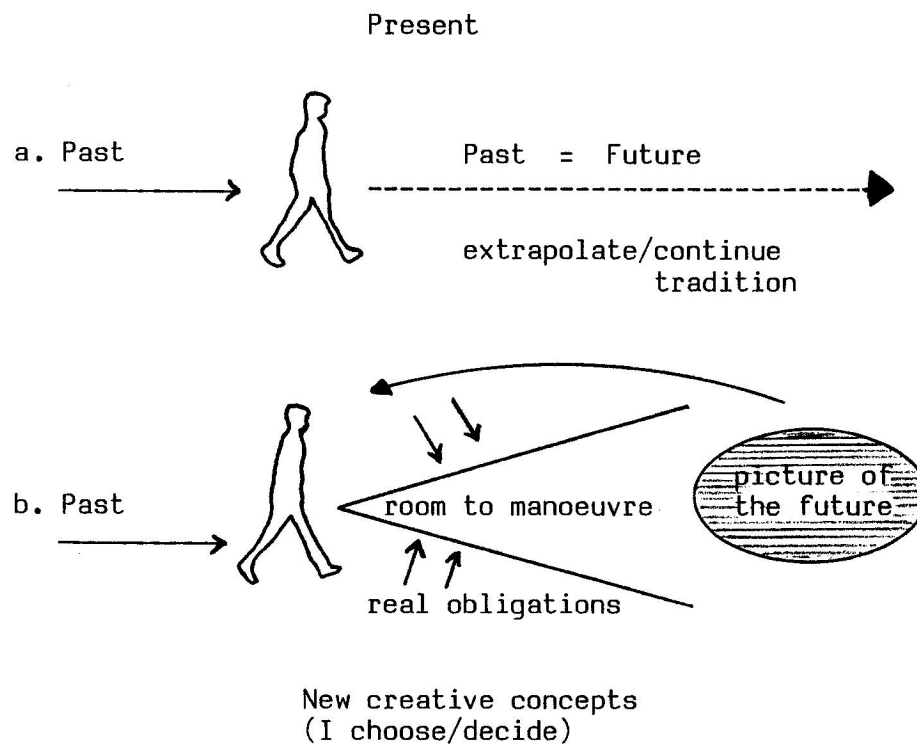 Present
a. Past
Past = Future
extrapolate/continue
tradition
b. Past
room to manoeuvre
picture of
the future
real obligations
New creative concepts
(I choose/decide)